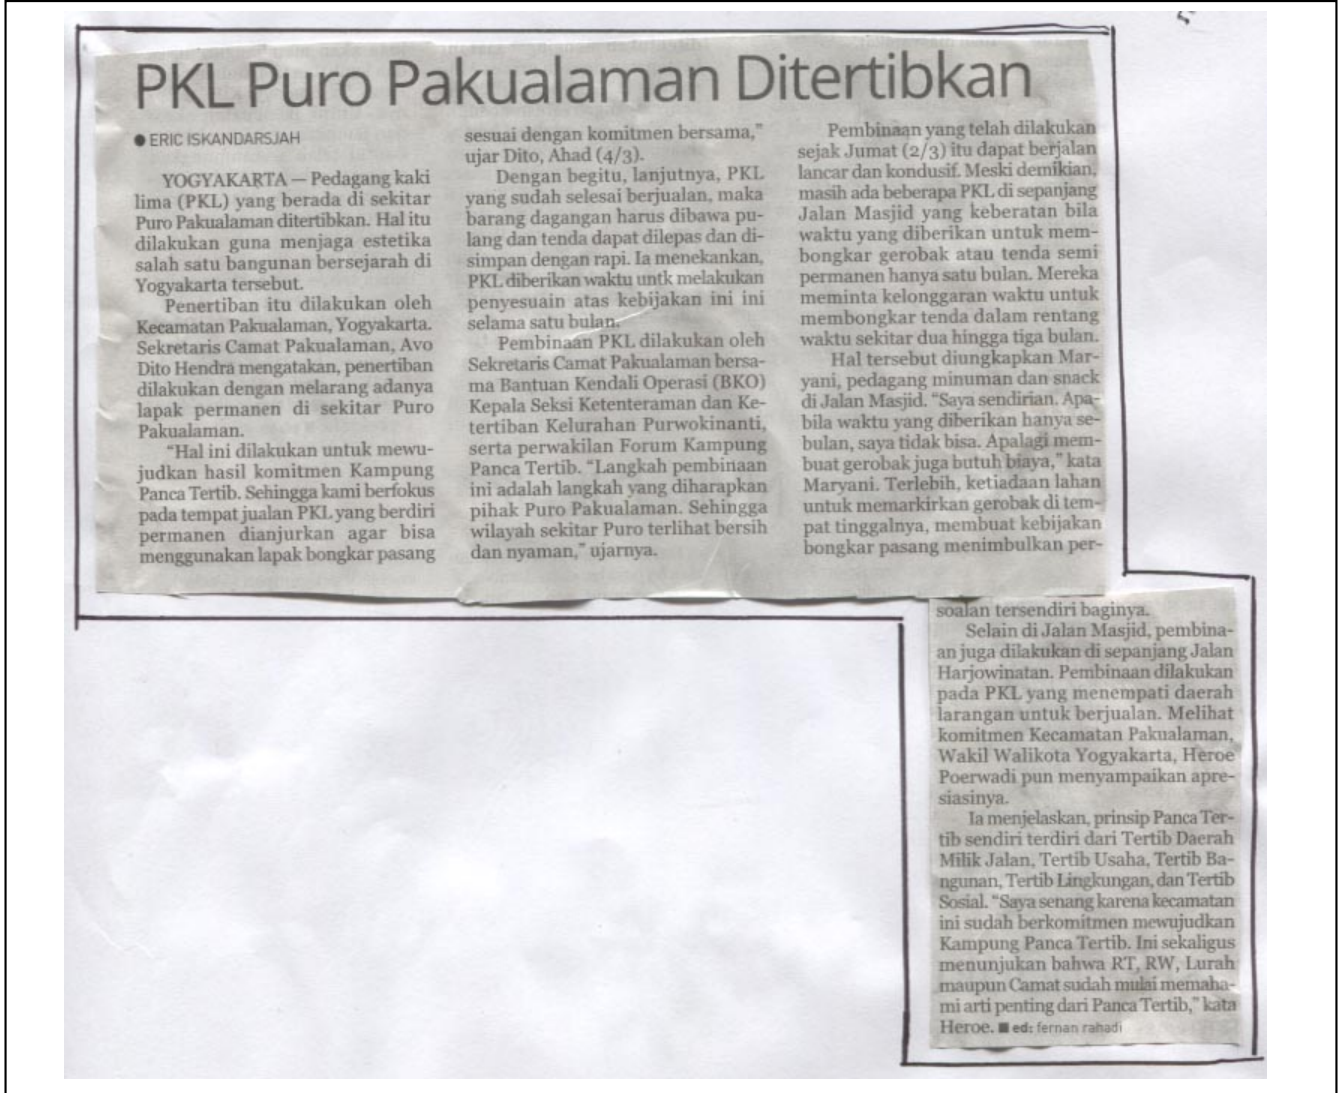 PKL Puro Pakualaman Ditertibkan
● ERIC ISKANDARSJAH
YOGYAKARTA — Pedagang kaki
lima (PKL) yang berada di sekitar
Puro Pakualaman ditertibkan. Hal itu
dilakukan guna menjaga estetika
salah satu bangunan bersejarah di
Yogyakarta tersebut.
Penertiban itu dilakukan oleh
Kecamatan Pakualaman, Yogyakarta.
Sekretaris Camat Pakualaman, Avo
Dito Hendra mengatakan, penertiban
dilakukan dengan melarang adanya
lapak permanen di sekitar Puro
Pakualaman.
“Hal ini dilakukan untuk mewu-
judkan hasil komitmen Kampung
Panca Tertib. Sehingga kami berfokus
pada tempat jualan PKL yang berdiri
permanen dianjurkan agar bisa
menggunakan lapak bongkar pasang
sesuai dengan komitmen bersama,”
ujar Dito, Ahad (4/3).
Dengan begitu, lanjutnya, PKL
yang sudah selesai berjualan, maka
barang dagangan harus dibawa pu-
lang dan tenda dapat dilepas dan di-
simpan dengan rapi. Ia menekankan,
PKL diberikan waktu untk melakukan
penyesuain atas kebijakan ini ini
selama satu bulan.
Pembinaan PKL dilakukan oleh
Sekretaris Camat Pakualaman bersa-
ma Bantuan Kendali Operasi (BKO)
Kepala Seksi Ketenteraman dan Ke-
tertiban Kelurahan Purwokinanti,
serta perwakilan Forum Kampung
Panca Tertib. “Langkah pembinaan
ini adalah langkah yang diharapkan
pihak Puro Pakualaman. Sehingga
wilayah sekitar Puro terlihat bersih
dan nyaman,” ujarnya.
Pembinaan yang telah dilakukan
sejak Jumat (2/3) itu dapat berjalan
lancar dan kondusif. Meski demikian,
masih ada beberapa PKL di sepanjang
Jalan Masjid yang keberatan bila
waktu yang diberikan untuk mem-
bongkar gerobak atau tenda semi
permanen hanya satu bulan. Mereka
meminta kelonggaran waktu untuk
membongkar tenda dalam rentang
waktu sekitar dua hingga tiga bulan.
Hal tersebut diungkapkan Mar-
yani, pedagang minuman dan snack
di Jalan Masjid. “Saya sendirian. Apa-
bila waktu yang diberikan hanya se-
bulan, saya tidak bisa. Apalagi mem-
buat gerobak juga butuh biaya,” kata
Maryani. Terlebih, ketiadaan lahan
untuk memarkirkan gerobak di tem-
pat tinggalnya, membuat kebijakan
bongkar pasang menimbulkan per-
soalan tersendiri baginya.
Selain di Jalan Masjid, pembina-
an juga dilakukan di sepanjang Jalan
Harjowinatan. Pembinaan dilakukan
pada PKL yang menempati daerah
larangan untuk berjualan. Melihat
komitmen Kecamatan Pakualaman,
Wakil Walikota Yogyakarta, Heroe
Poerwadi pun menyampaikan apre-
siasinya.
Ia menjelaskan, prinsip Panca Ter-
tib sendiri terdiri dari Tertib Daerah
Milik Jalan, Tertib Usaha, Tertib Ba-
ngunan, Tertib Lingkungan, dan Tertib
Sosial. “Saya senang karena kecamatan
ini sudah berkomitmen mewujudkan
Kampung Panca Tertib. Ini sekaligus
menunjukan bahwa RT, RW, Lurah
maupun Camat sudah mulai memaha-
mi arti penting dari Panca Tertib,” kata
Heroe. ■ ed: fernan rahadi